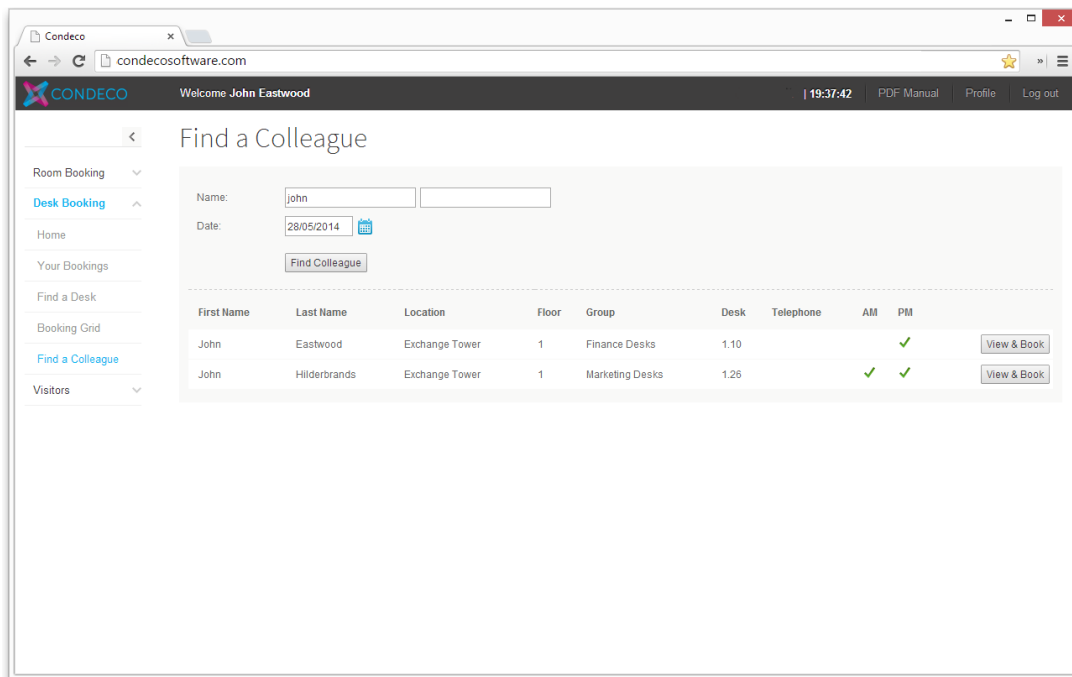 Condeco
condecosoftware.com
CONDECO Welcome John Eastwood | 19:37:42 PDF Manual Profile Log out
Find a Colleague
Room Booking
Desk Booking
Home
Your Bookings
Find a Desk
Booking Grid
Find a Colleague
Visitors
Name: john
Date: 28/05/2014
Find Colleague
First Name Last Name Location Floor Group Desk Telephone AM PM
John Eastwood Exchange Tower 1 Finance Desks 1.10 View & Book
John Hilderbrands Exchange Tower 1 Marketing Desks 1.26 View & Book